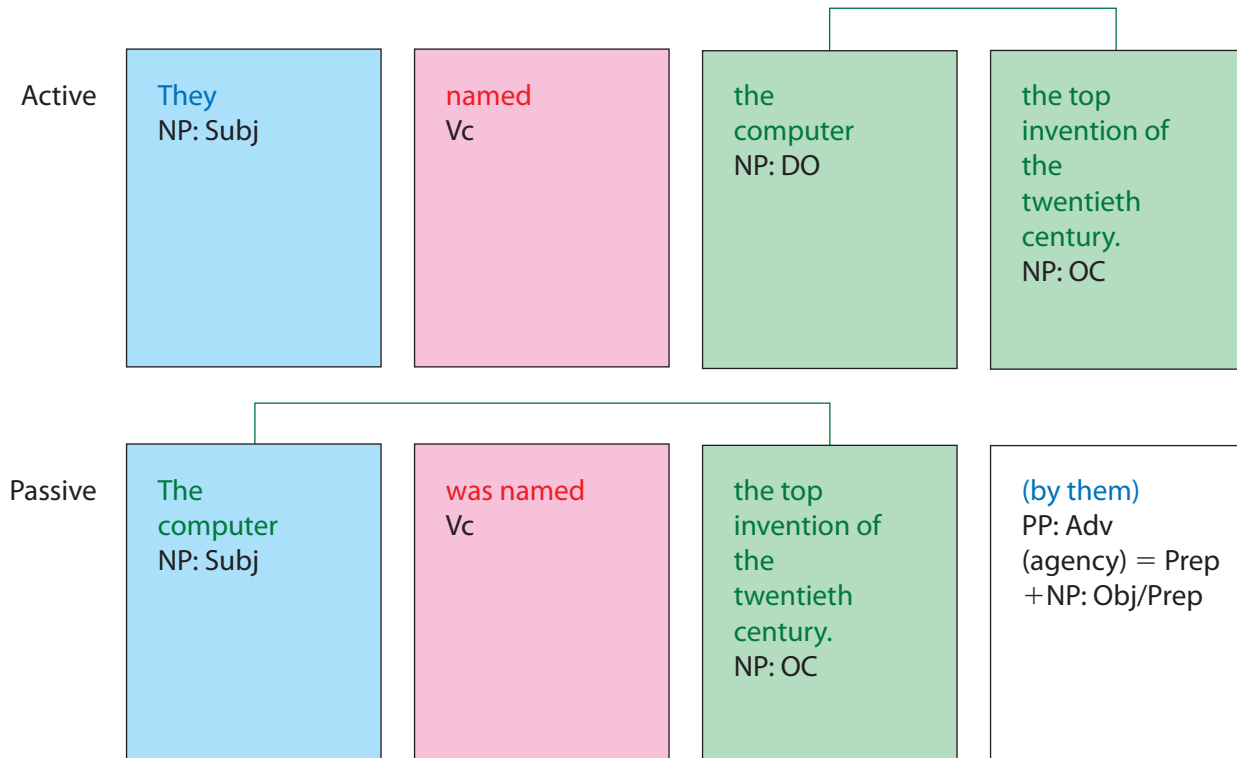 Active
They
NP: Subj
named
Vc
the
computer
NP: DO
the top
invention of
the
twentieth
century.
NP: OC
Passive
The
computer
NP: Subj
was named
Vc
the top
invention of
the
twentieth
century.
NP: OC
(by them)
PP: Adv
(agency) = Prep
+NP: Obj/Prep